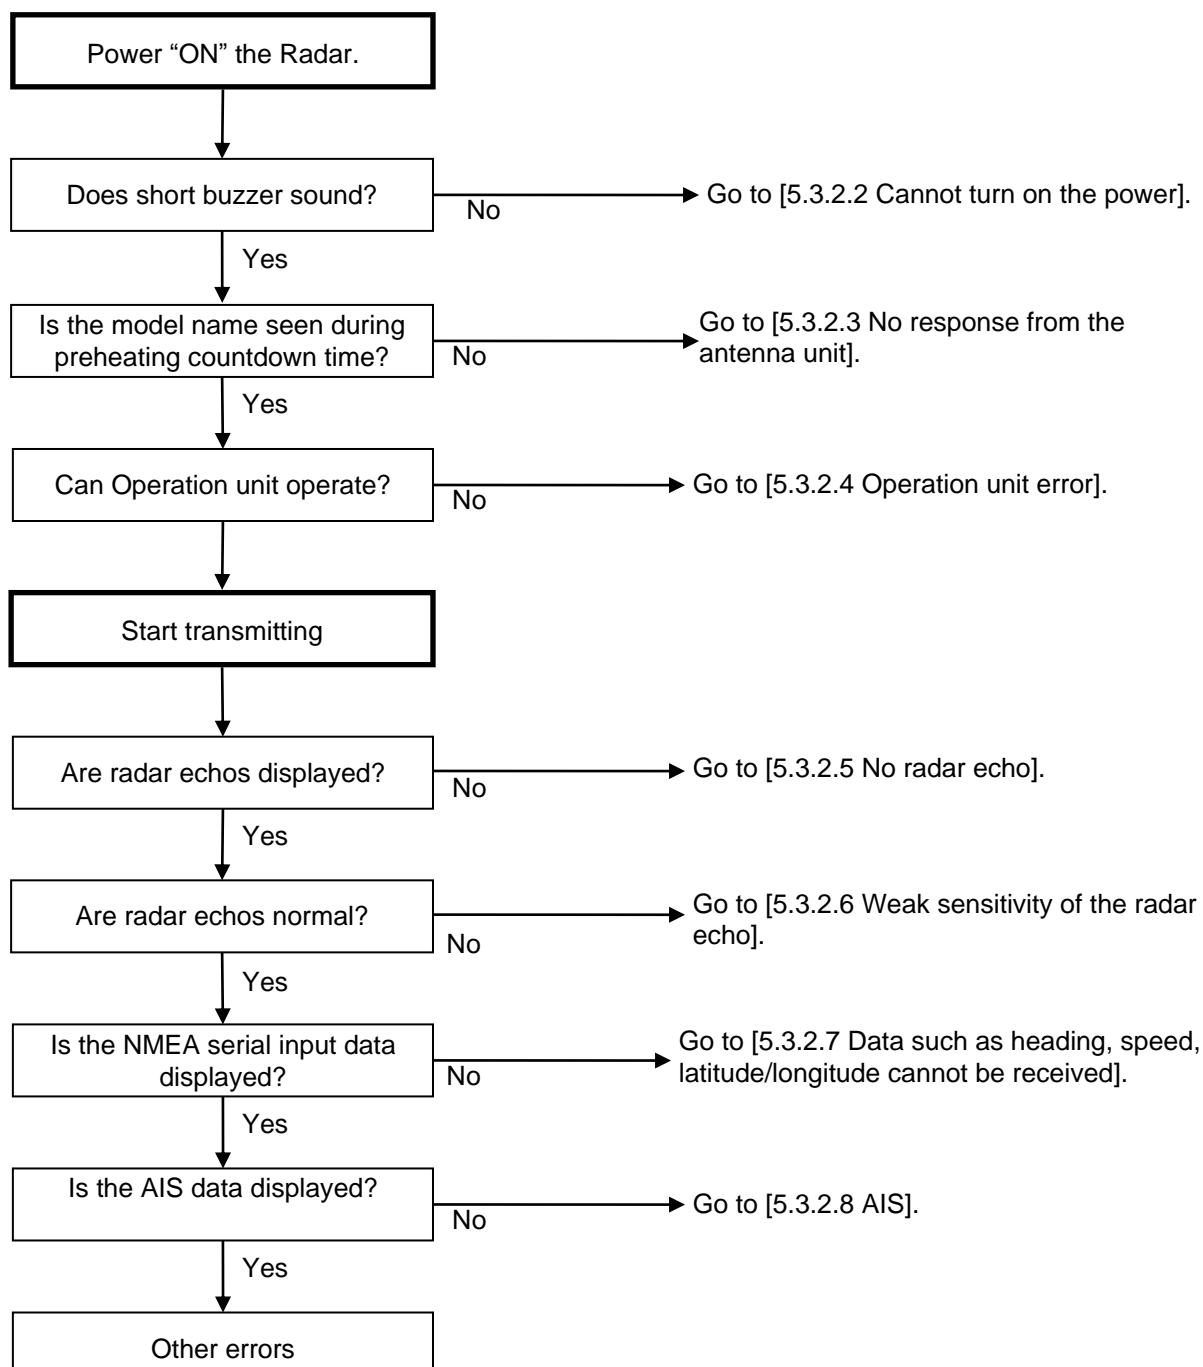 Power “ON” the Radar.
Does short buzzer sound?
No
Go to [5.3.2.2 Cannot turn on the power].
Yes
Is the model name seen during
preheating countdown time?
No
Go to [5.3.2.3 No response from the
antenna unit].
Yes
Can Operation unit operate?
No
Go to [5.3.2.4 Operation unit error].
Start transmitting
Are radar echos displayed?
No
Go to [5.3.2.5 No radar echo].
Yes
Are radar echos normal?
No
Go to [5.3.2.6 Weak sensitivity of the radar
echo].
Yes
Is the NMEA serial input data
displayed?
No
Go to [5.3.2.7 Data such as heading, speed,
latitude/longitude cannot be received].
Yes
Is the AIS data displayed?
No
Go to [5.3.2.8 AIS].
Yes
Other errors